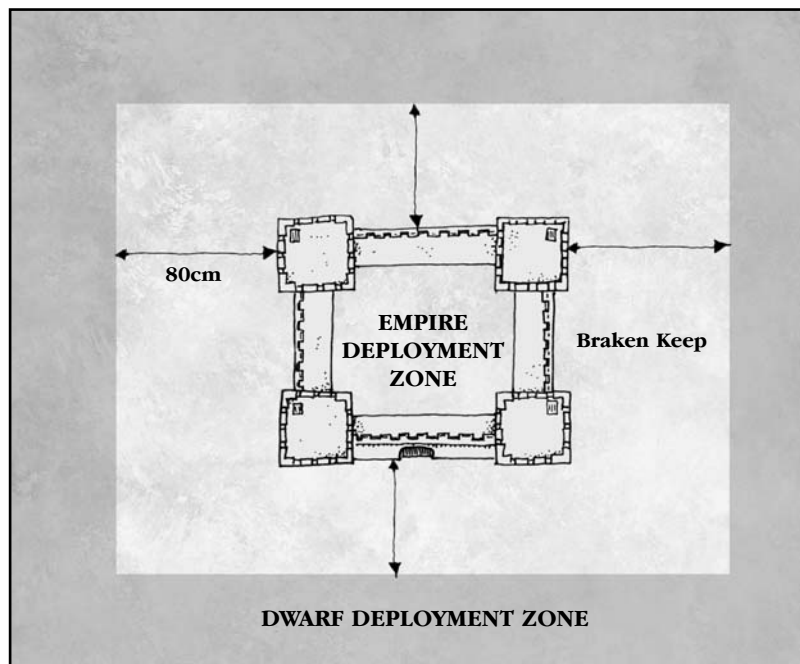 80cm
EMPIRE
DEPLOYMENT
ZONE
Braken Keep
DWARF DEPLOYMENT ZONE